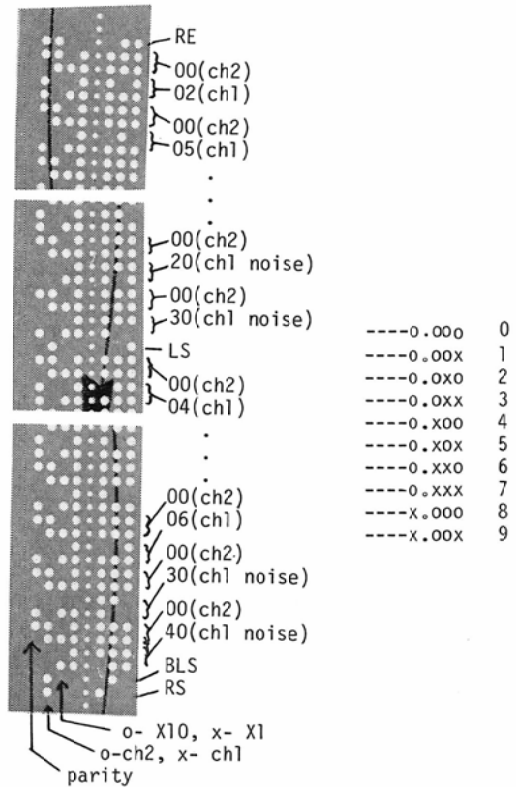 RE
00(ch2)
02(ch1)
00(ch2)
05(ch1)
00(ch2)
20(ch1 noise)
00(ch2)
30(ch1 noise)
LS
00(ch2)
04(ch1)
00(ch2)
06(ch1)
00(ch2)
30(ch1 noise)
00(ch2)
40(ch1 noise)
BLS
RS
o- X10, x- X1
o-ch2, x- ch1
parity
----o.ooo 0
----o.oox 1
----o.oxo 2
----o.oxx 3
----o.xoo 4
----o.xox 5
----o.xxo 6
----o.xxx 7
----x.ooo 8
----x.oox 9